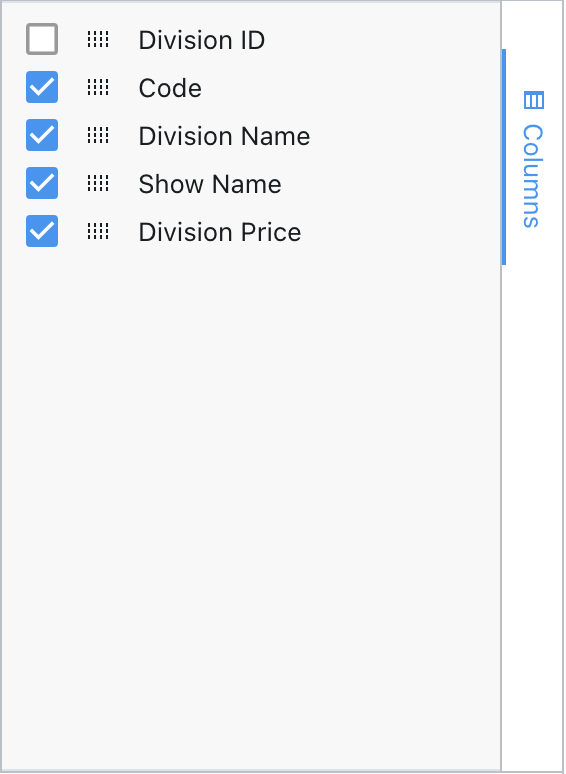 Division ID
Code
Division Name
Show Name
Division Price
Columns